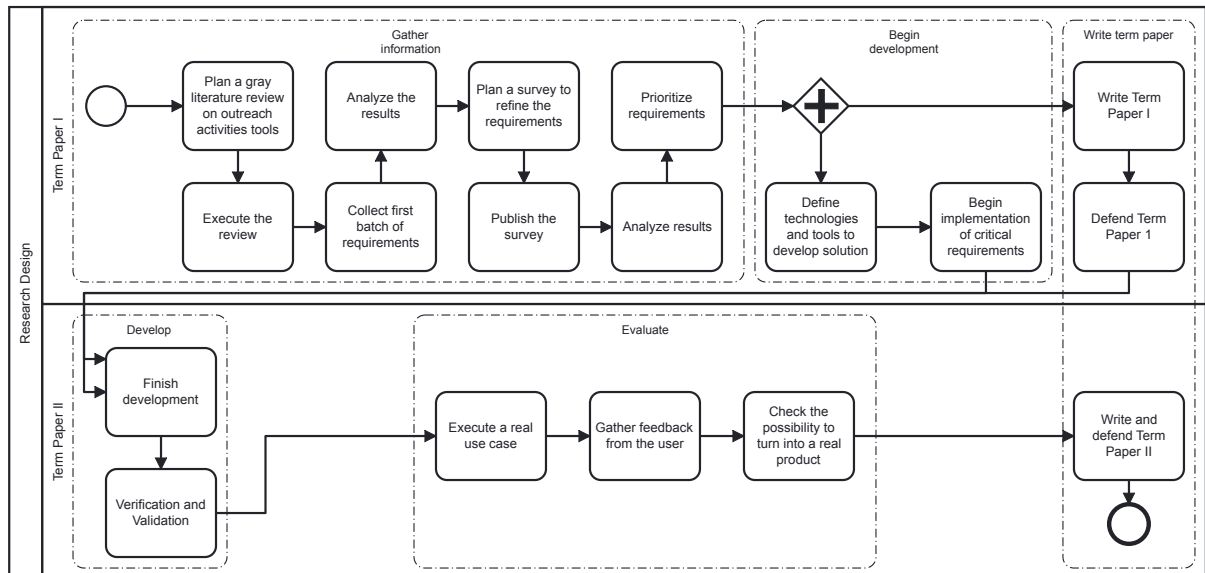 Research Design
Term Paper I
Gather
information
Plan a gray
literature review
on outreach
activities tools
Execute the
review
Collect first
batch of
requirements
Analyze the
results
Plan a survey to
refine the
requirements
Publish the
survey
Analyze results
Prioritize
requirements
Begin
development
Define
technologies
and tools to
develop solution
Begin
implementation
of critical
requirements
Write term paper
Write Term
Paper I
Defend Term
Paper 1
Term Paper II
Develop
Finish
development
Verification and
Validation
Evaluate
Execute a real
use case
Gather feedback
from the user
Check the
possibility to
turn into a real
product
Write and
defend Term
Paper II